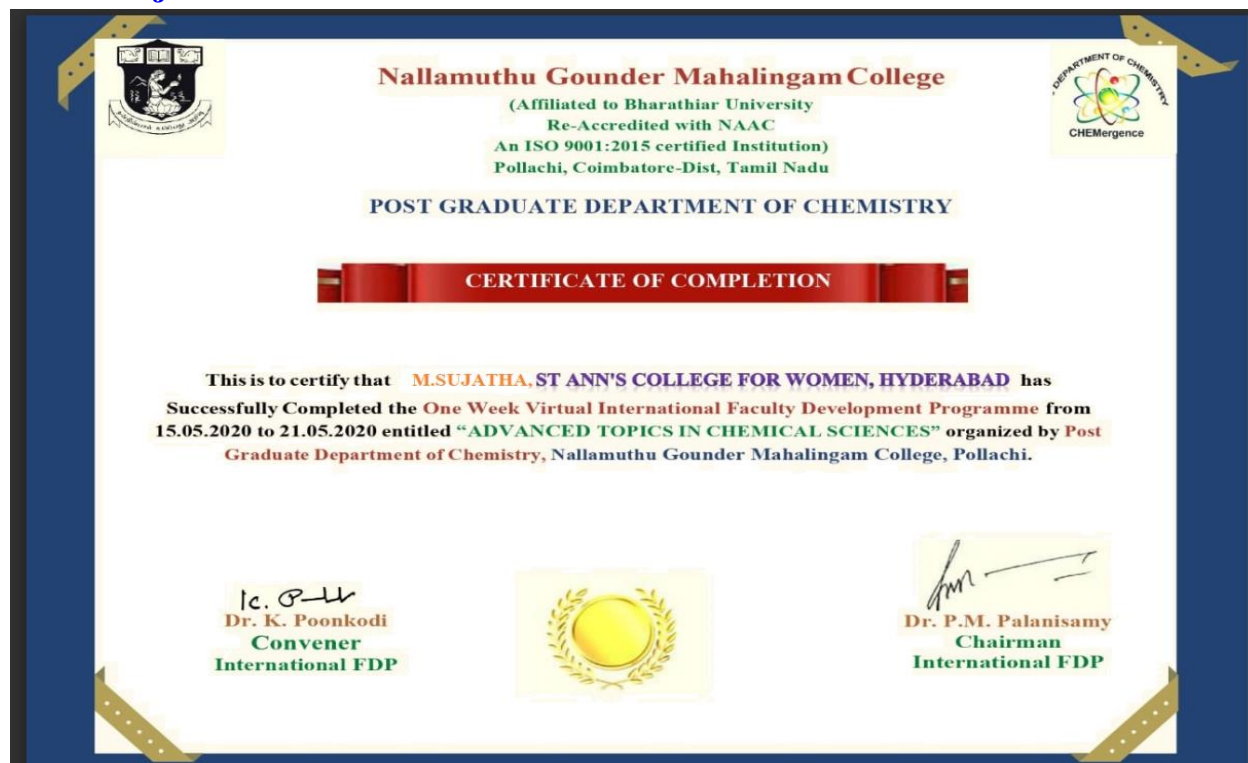 Nallamuthu Gounder Mahalingam College
(Affiliated to Bharathiar University
Re-Accredited with NAAC
An ISO 9001:2015 certified Institution)
Pollachi, Coimbatore-Dist, Tamil Nadu
DEPARTMENT OF CHEMISTRY
CHEMergence
POST GRADUATE DEPARTMENT OF CHEMISTRY
CERTIFICATE OF COMPLETION
This is to certify that M.SUJATHA, ST ANN'S COLLEGE FOR WOMEN, HYDERABAD has
Successfully Completed the One Week Virtual International Faculty Development Programme from
15.05.2020 to 21.05.2020 entitled “ADVANCED TOPICS IN CHEMICAL SCIENCES” organized by Post
Graduate Department of Chemistry, Nallamuthu Gounder Mahalingam College, Pollachi.
Dr. K. Poonkodi
Convener
International FDP
Dr. P.M. Palanisamy
Chairman
International FDP